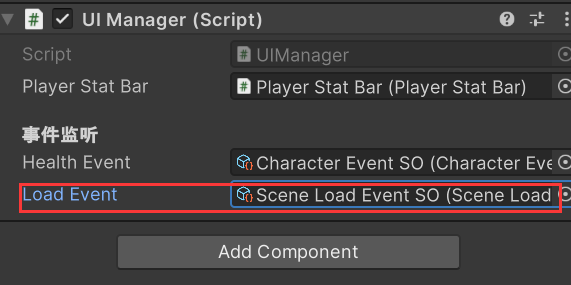 UI Manager (Script)
Script UIManager
Player Stat Bar Player Stat Bar (Player Stat Bar)
事件监听
Health Event Character Event SO (Character Eve
Load Event Scene Load Event SO (Scene Load
Add Component